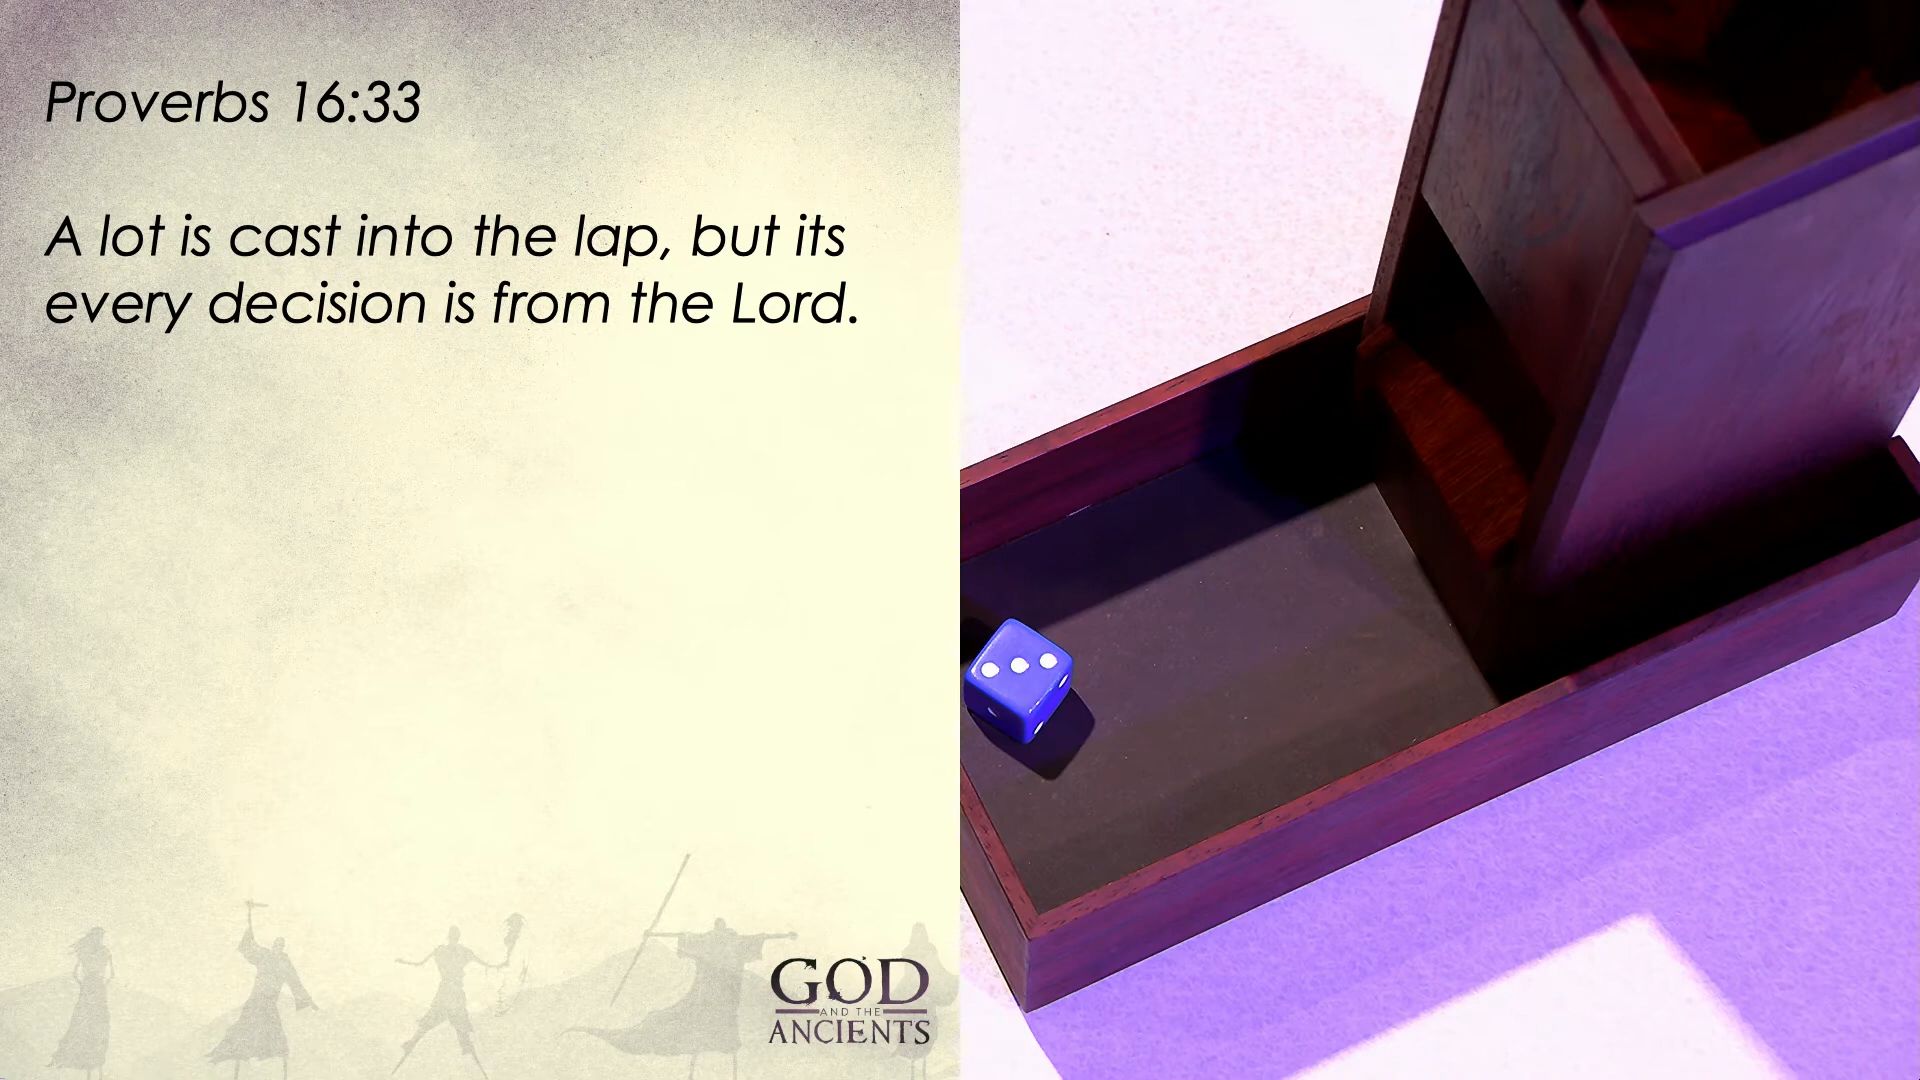 Proverbs 16:33
A lot is cast into the lap, but its
every decision is from the Lord.
GOD
AND THE
ANCIENTS